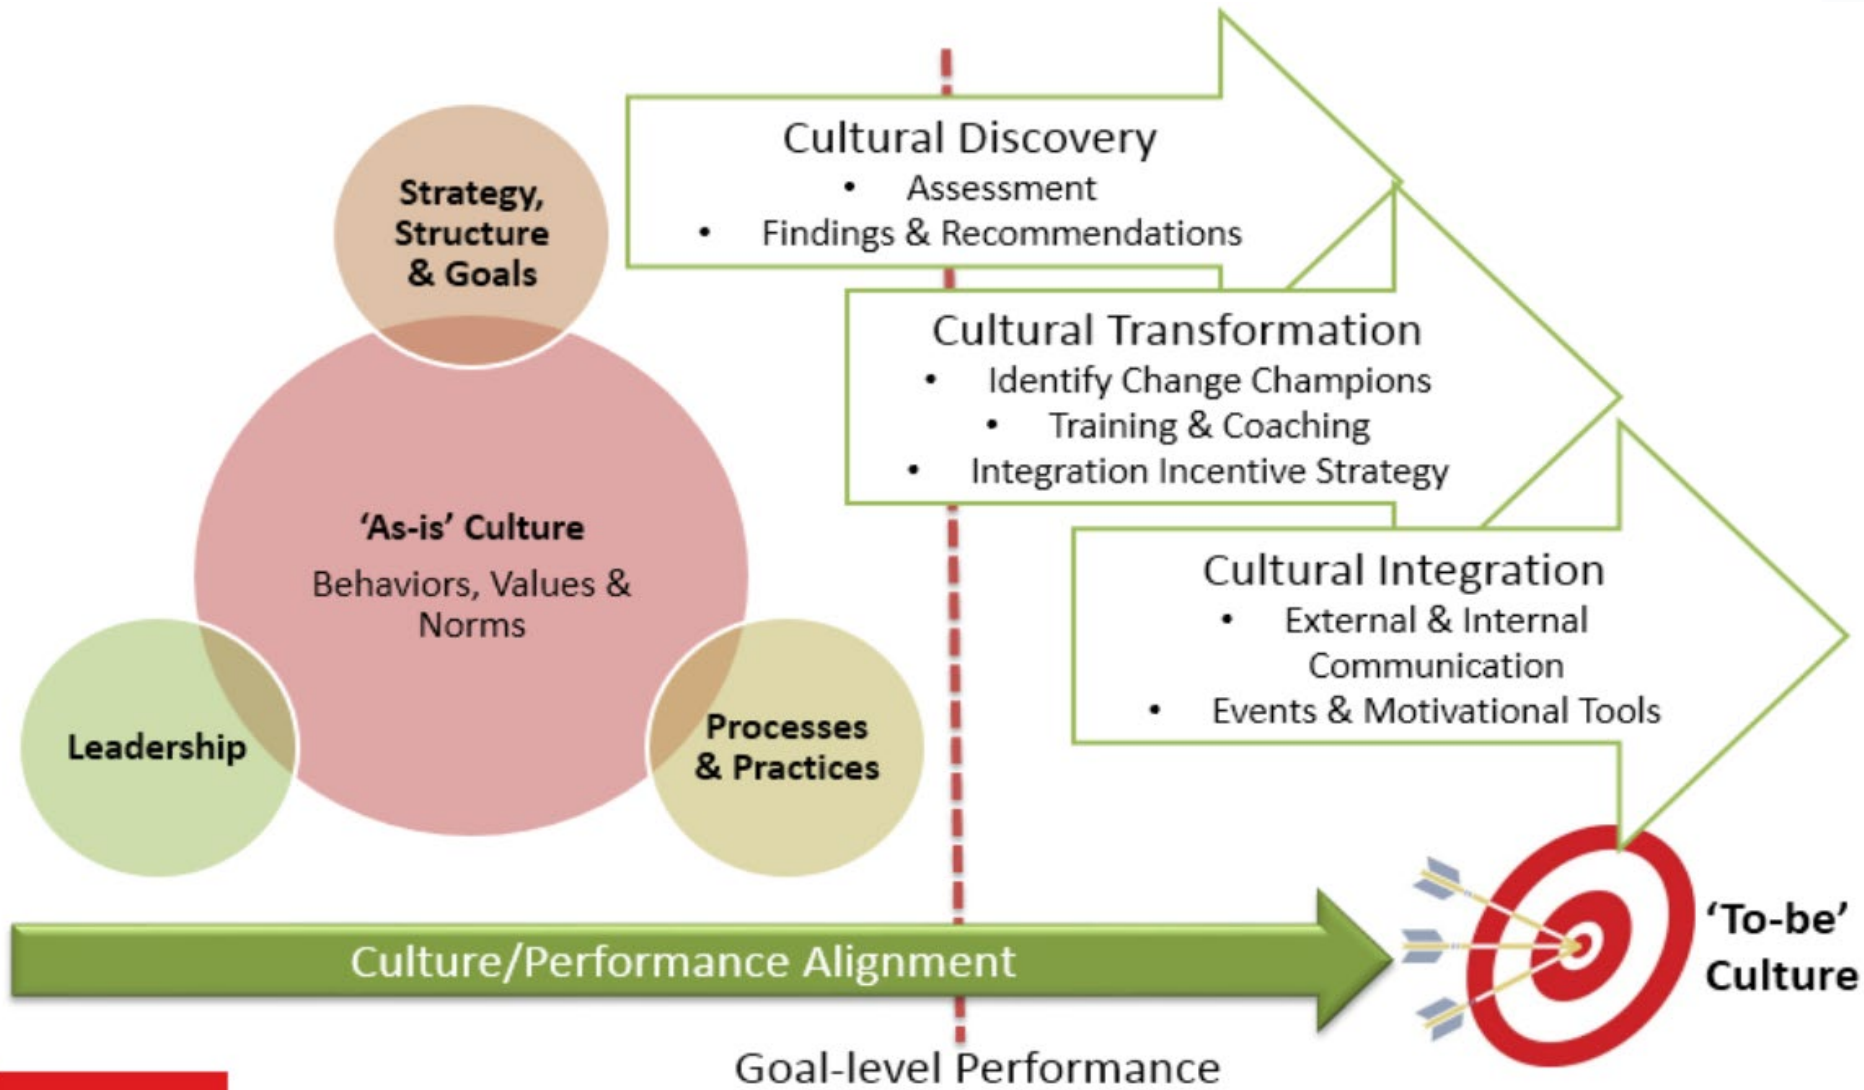 Strategy,
Structure
& Goals
‘As-is’ Culture
Behaviors, Values &
Norms
Leadership
Processes
& Practices
Cultural Discovery
• Assessment
• Findings & Recommendations
Cultural Transformation
• Identify Change Champions
• Training & Coaching
• Integration Incentive Strategy
Cultural Integration
• External & Internal
Communication
• Events & Motivational Tools
Culture/Performance Alignment
‘To-be’
Culture
Goal-level Performance